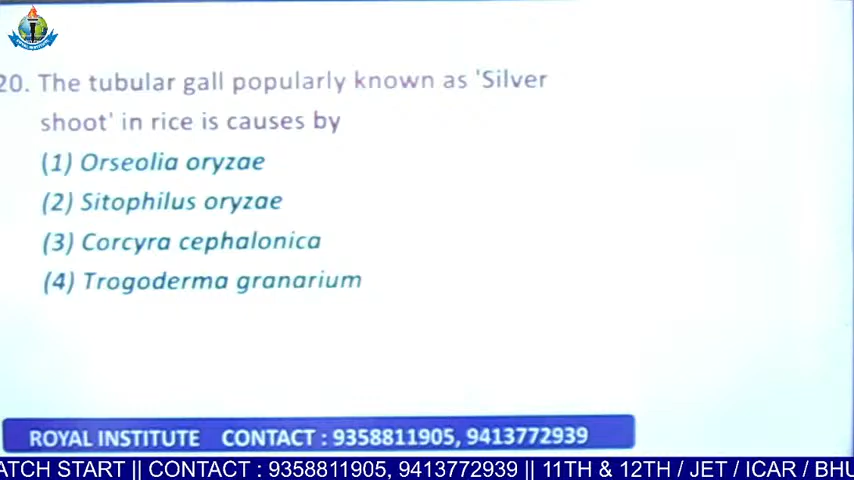 20. The tubular gall popularly known as 'Silver
shoot' in rice is causes by
(1) Orseolia oryzae
(2) Sitophilus oryzae
(3) Corcyra cephalonica
(4) Trogoderma granarium
ROYAL INSTITUTE CONTACT : 9358811905, 9413772939
ATCH START || CONTACT : 9358811905, 9413772939 || 11TH & 12TH / JET / ICAR / BHU